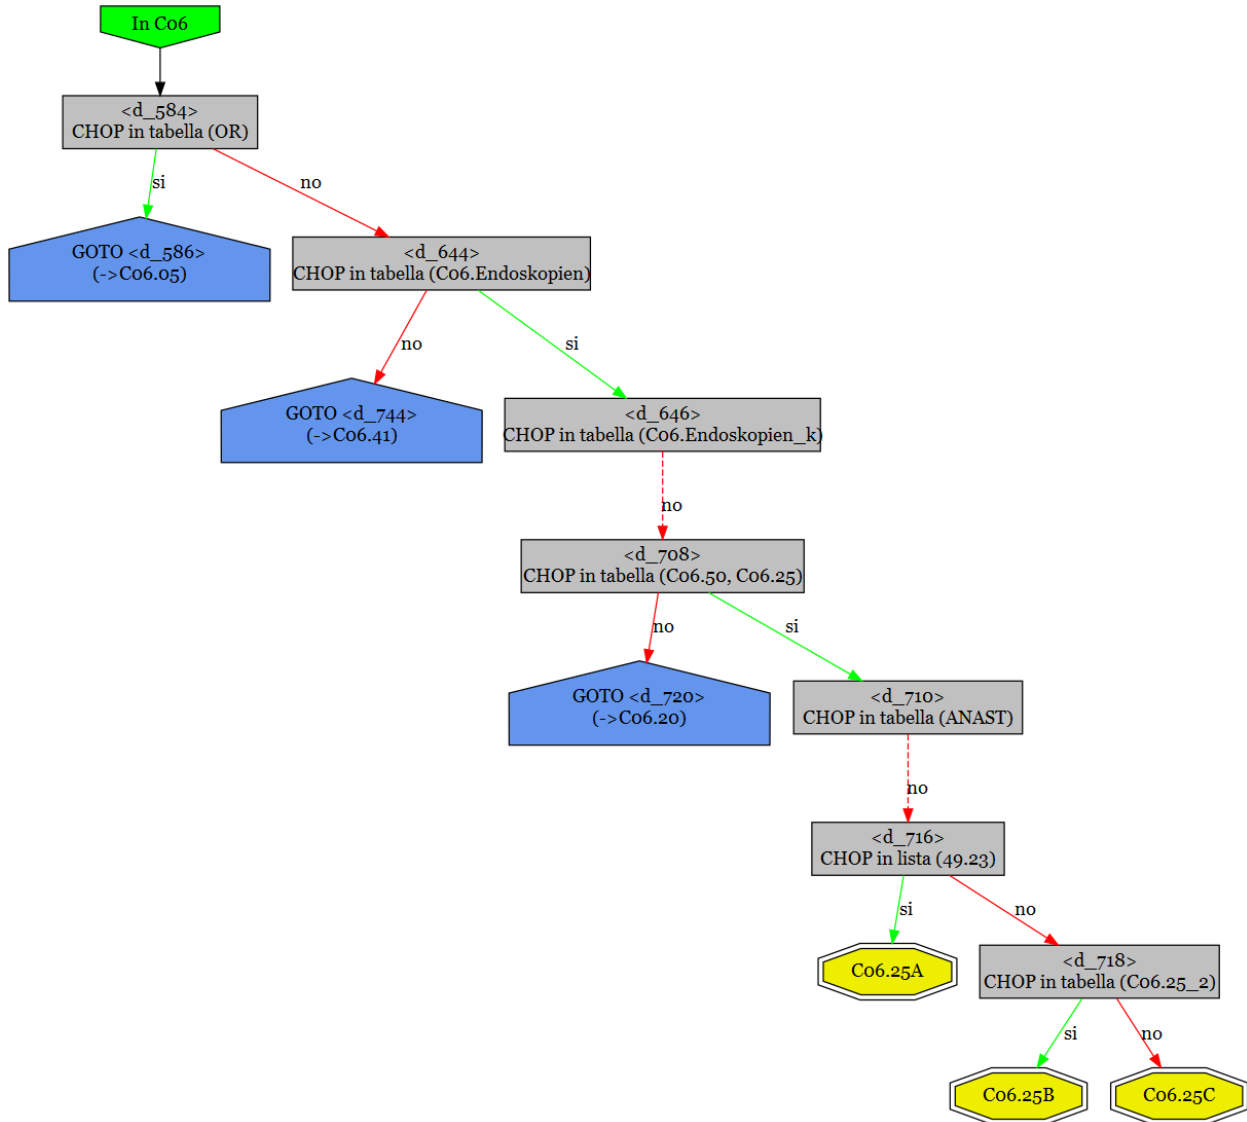 In C06
<d_584>
CHOP in tabella (OR)
si
no
GOTO <d_586>
(->C06.05)
<d_644>
CHOP in tabella (C06.Endoskopien)
no
si
GOTO <d_744>
(->C06.41)
<d_646>
CHOP in tabella (C06.Endoskopien_k)
no
<d_708>
CHOP in tabella (C06.50, C06.25)
no
si
GOTO <d_720>
(->C06.20)
<d_710>
CHOP in tabella (ANAST)
no
<d_716>
CHOP in lista (49.23)
si
no
C06.25A
<d_718>
CHOP in tabella (C06.25_2)
si
no
C06.25B
C06.25C